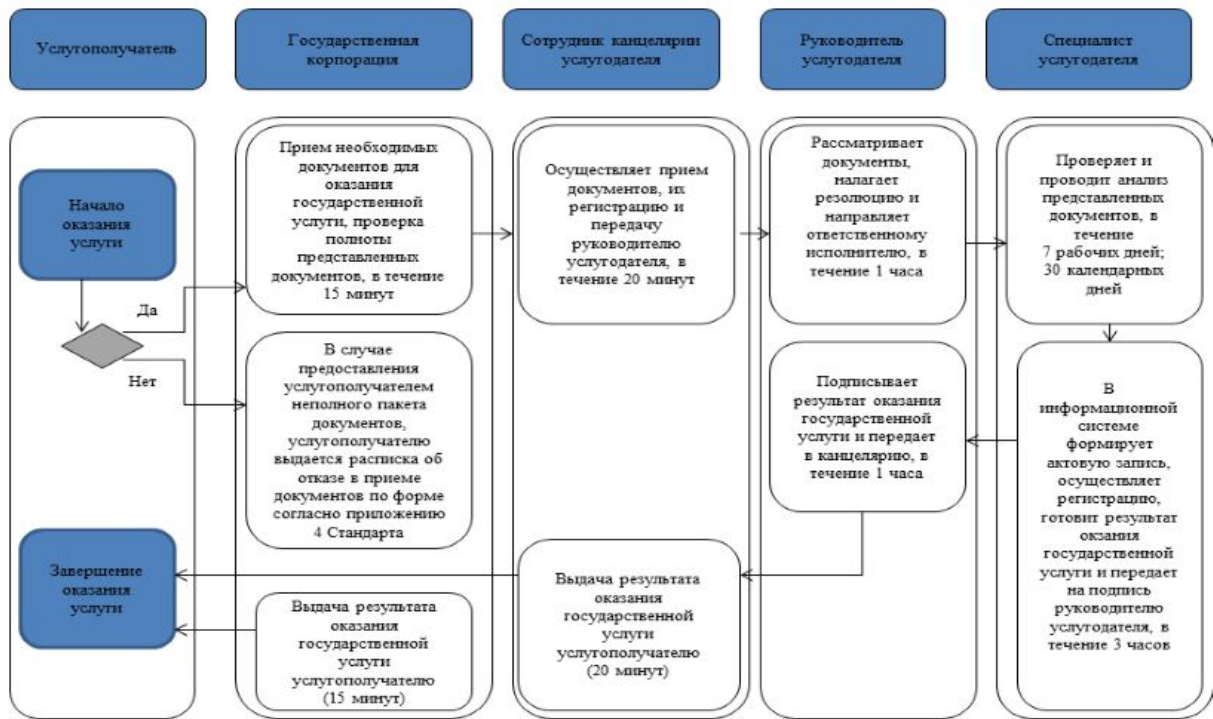 Услугополучатель
Государственная
корпорация
Сотрудник канцелярии
услугодателя
Руководитель
услугодателя
Специалист
услугодателя
Начало
оказания
услуги
Да
Нет
Прием необходимых
документов для
оказания
государственной
услуги, проверка
полноты
представленных
документов, в течение
15 минут
Осуществляет прием
документов, их
регистрацию и
передачу
руководителю
услугодателя, в
течение 20 минут
Рассматривает
документы,
налагает
резолюцию и
направляет
ответственному
исполнителю, в
течение 1 часа
Проверяет и
проводит анализ
представленных
документов, в
течение
7 рабочих дней;
30 календарных
дней
В случае
предоставления
услугополучателем
неполного пакета
документов,
услугополучателю
выдается расписка об
отказе в приеме
документов по форме
согласно приложению
4 Стандарта
Подписывает
результат оказания
государственной
услуги и передает
в канцелярию, в
течение 1 часа
В
информационной
системе
формирует
актовую запись,
осуществляет
регистрацию,
готовит результат
окзания
государственной
услуги и передает
на подпись
руководителю
услугодателя, в
течение 3 часов
Завершение
оказания
услуги
Выдача результата
оказания
государственной
услуги
услугополучателю
(15 минут)
Выдача результата
оказания
государственной
услуги
услугополучателю
(20 минут)